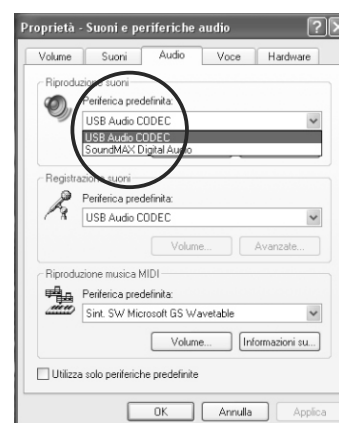 Proprietà - Suoni e periferiche audio
Volume Suoni Audio Voce Hardware
Riproduzione suoni
Periferica predefinita:
USB Audio CODEC
USB Audio CODEC
SoundMAX Digital Audio
Registrazione suoni
Periferica predefinita:
USB Audio CODEC
Volume... Avanzate...
Riproduzione musica MIDI
Periferica predefinita:
Sint. SW Microsoft GS Wavetable
Volume... Informazioni su...
Utilizza solo periferiche predefinite
OK Annulla Applica